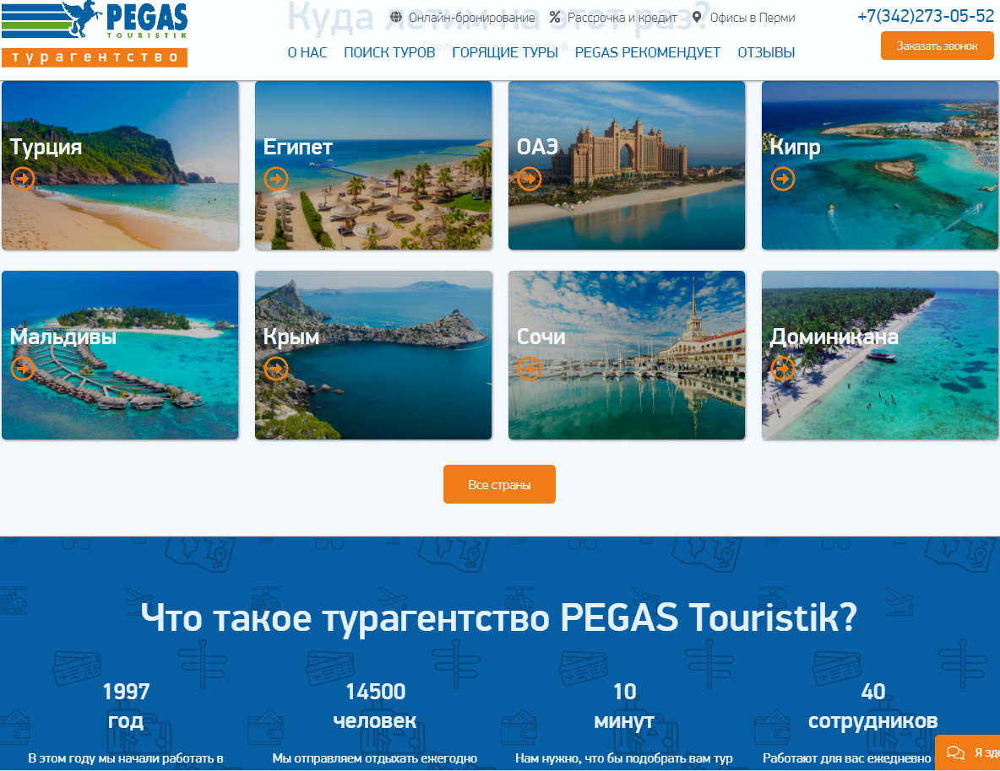 PEGAS
TOURISTIK
турагентство
Куда летим на этот раз?
Онлайн-бронирование
Рассрочка и кредит
Офисы в Перми
+7(342)273-05-52
Заказать звонок
О НАС
ПОИСК ТУРОВ
ГОРЯЩИЕ ТУРЫ
PEGAS РЕКОМЕНДУЕТ
ОТЗЫВЫ
Турция
Египет
ОАЭ
Кипр
Мальдивы
Крым
Сочи
Доминикана
Все страны
Что такое турагентство PEGAS Touristik?
1997
год
В этом году мы начали работать в
14500
человек
Мы отправляем отдыхать ежегодно
10
минут
Нам нужно, что бы подобрать вам тур
40
сотрудников
Работают для вас ежедневно
Я зде